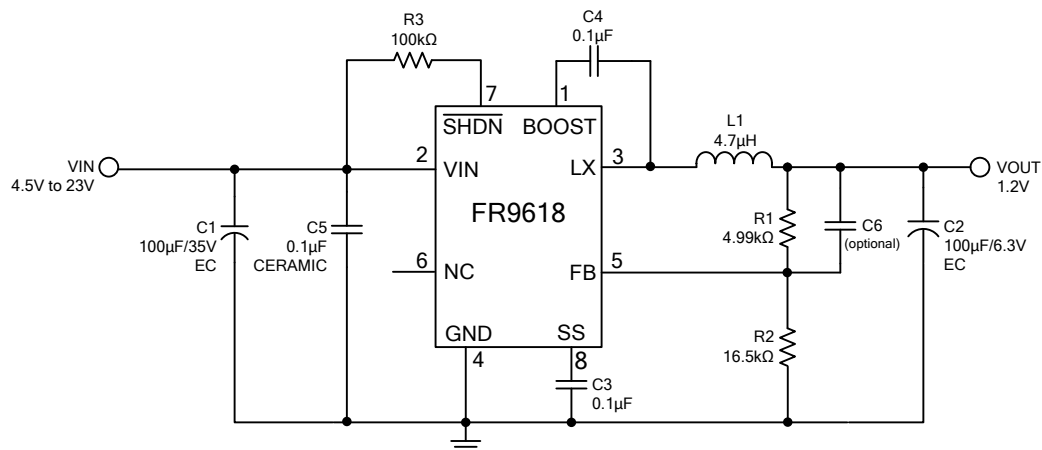 R3
100kΩ
C4
0.1µF
7
1
SHDN
BOOST
L1
4.7µH
VIN
4.5V to 23V
2
VIN
LX
3
VOUT
1.2V
FR9618
C1
100µF/35V
EC
C5
0.1µF
CERAMIC
R1
4.99kΩ
C6
(optional)
C2
100µF/6.3V
EC
6
NC
FB
5
GND
SS
4
8
R2
16.5kΩ
C3
0.1µF